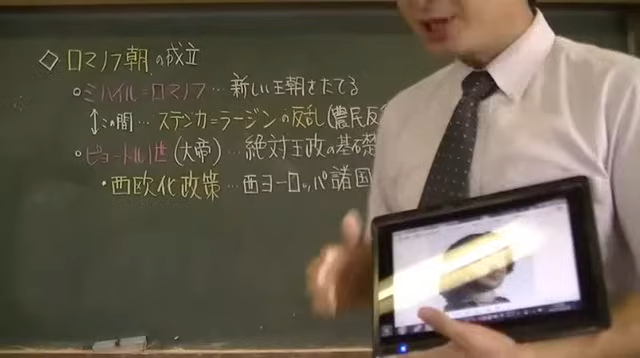 ◇ロマノフ朝の成立
○ミハイル=ロマノフ…新しい王朝をたてる
↕この間…ステンカ=ラージンの反乱(農民反
○ピョートル1世(大帝)…絶対王政の基礎
・西欧化政策…西ヨーロッパ諸国